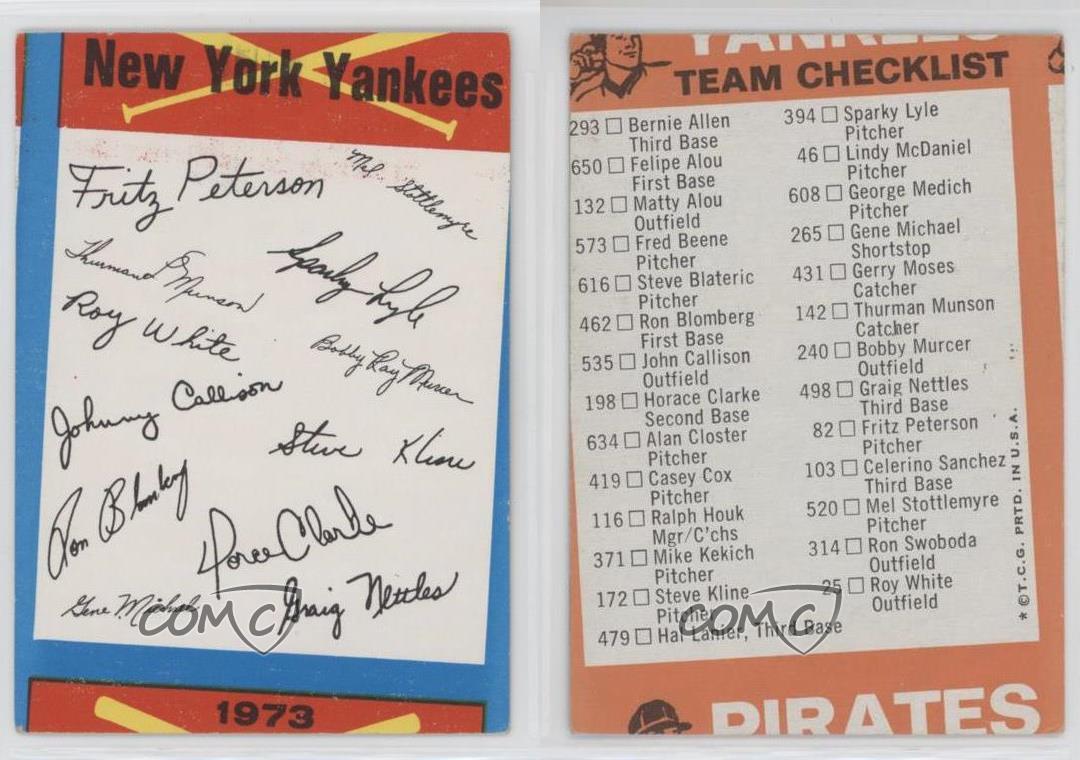 New York Yankees
Fritz Peterson
Mel Stottlemyre
Thurman Munson
Sparky Lyle
Roy White
Bobby Ray Murcer
Johnny Callison
Steve Kline
Ron Blomberg
Horace Clarke
Gene Michael
Graig Nettles
COMC
1973
YANKEES
TEAM CHECKLIST
293 Bernie Allen
Third Base
650 Felipe Alou
First Base
132 Matty Alou
Outfield
573 Fred Beene
Pitcher
616 Steve Blateric
Pitcher
462 Ron Blomberg
First Base
535 John Callison
Outfield
198 Horace Clarke
Second Base
634 Alan Closter
Pitcher
419 Casey Cox
Pitcher
116 Ralph Houk
Mgr/C'chs
371 Mike Kekich
Pitcher
172 Steve Kline
Pitcher
479 Hal Lanier, Third Base
394 Sparky Lyle
Pitcher
46 Lindy McDaniel
Pitcher
608 George Medich
Pitcher
265 Gene Michael
Shortstop
431 Gerry Moses
Catcher
142 Thurman Munson
Catcher
240 Bobby Murcer
Outfield
498 Graig Nettles
Third Base
82 Fritz Peterson
Pitcher
103 Celerino Sanchez
Third Base
520 Mel Stottlemyre
Pitcher
314 Ron Swoboda
Outfield
25 Roy White
Outfield
* © T.C.G. PRTD. IN U.S.A.
COMC
PIRATES